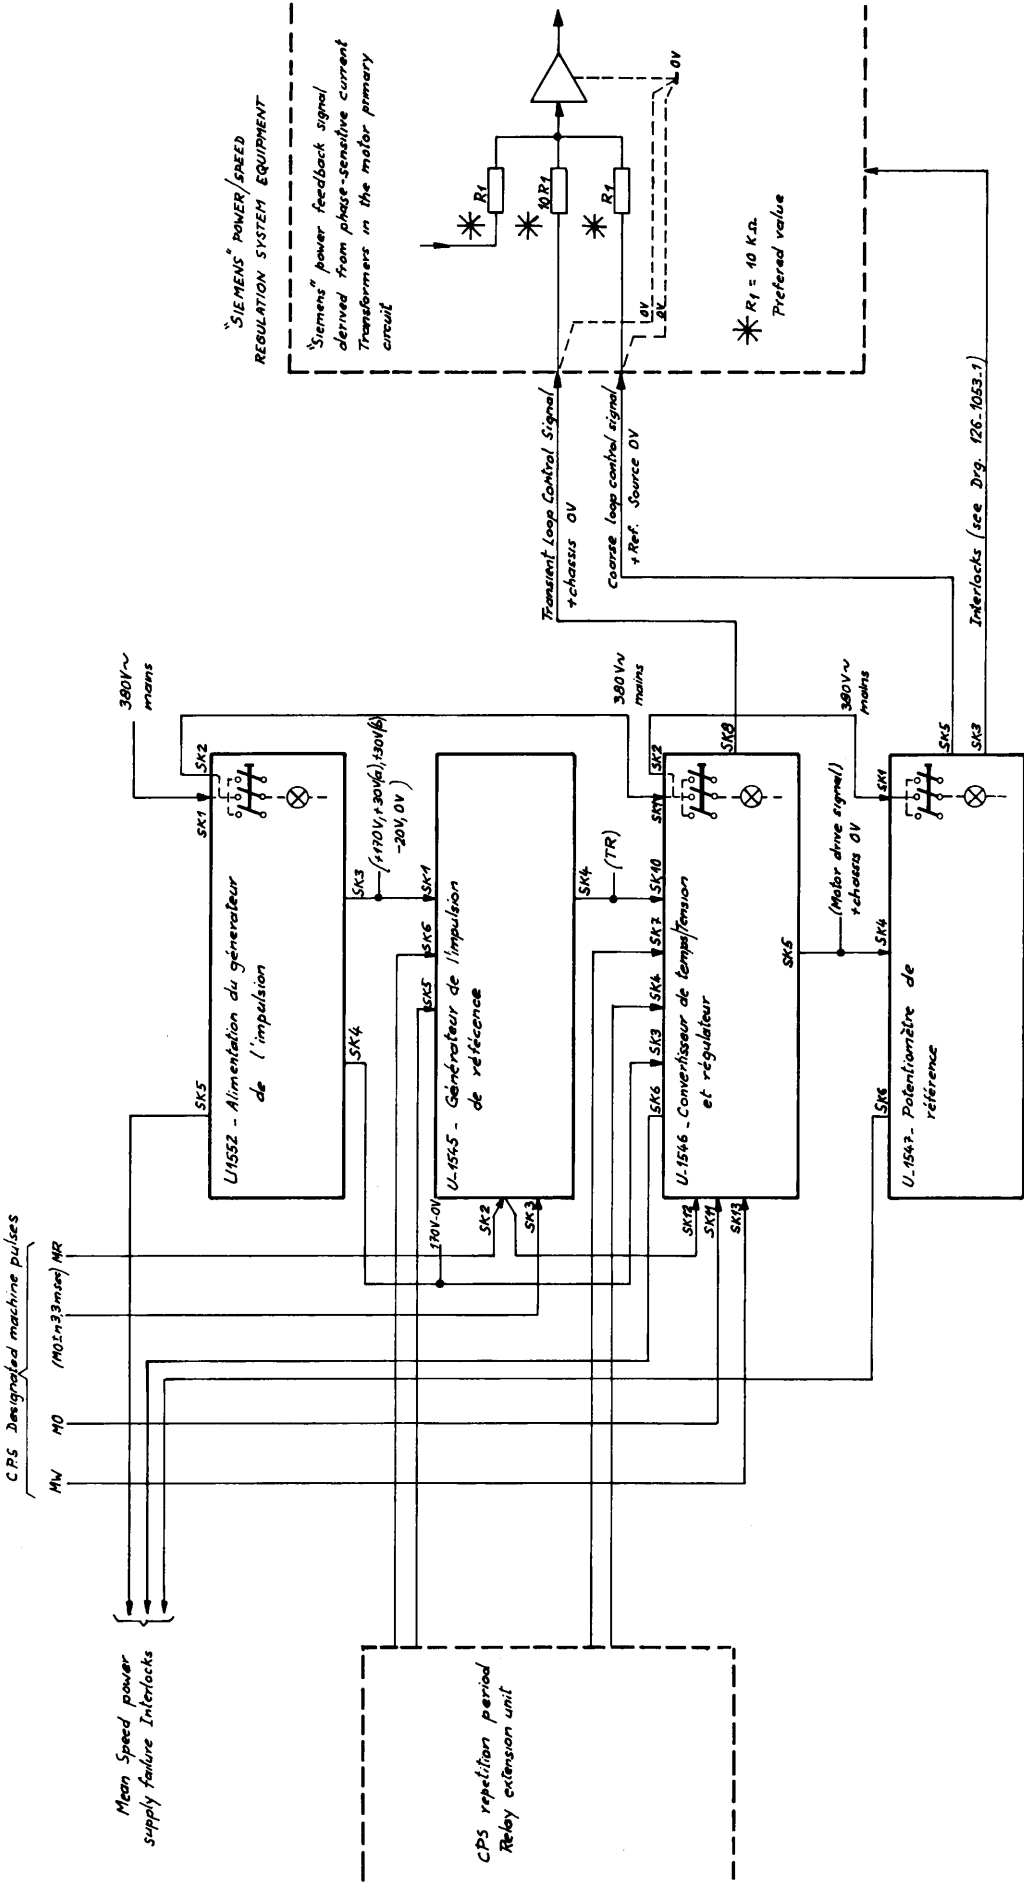 C.P.S Designated machine pulses
MW
MO
(MO±n3,3msec)
MR
Mean Speed power
supply failure Interlocks
CPS repetition period
Relay extension unit
SK5
U1552 - Alimentation du génerateur
de l'impulsion
SK4
SK3
SK1
SK2
380V~
mains
170V-0V
(+170V,+30V(a),+30V(b)
-20V, 0V )
SK2
SK3
SK5
SK6
SK1
U-1545 - Générateur de l'impulsion
de référence
SK4
(TR)
SK12
SK11
SK13
SK6
SK3
SK4
SK7
SK10
SK1
SK2
380V~
mains
U-1546 - Convertisseur de temps/Tension
et régulateur
SK8
SK5
(Motor drive signal)
+chassis 0V
SK6
SK4
SK1
380V~
mains
U-1547- Potentiomètre de
référence
SK5
SK3
Transient Loop Control Signal
+chassis 0V
Coarse loop control signal
+Ref. Source 0V
Interlocks (see Drg. 126-1053-1)
"SIEMENS" POWER/SPEED
REGULATION SYSTEM EQUIPMENT
"Siemens" power feedback signal
derived from phase-sensitive current
Transformers in the motor primary
circuit
R1
10R1
R1
0V
0V
0V
R1 = 10 KΩ
Prefered value